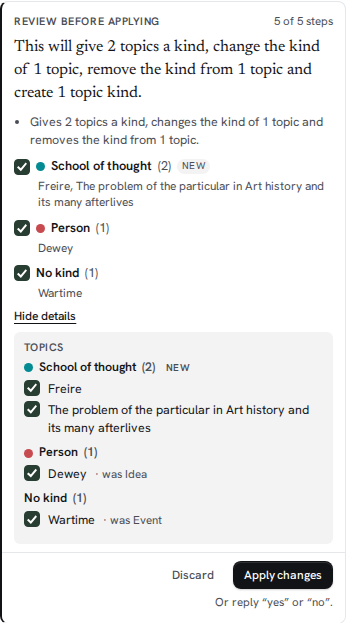 REVIEW BEFORE APPLYING 5 of 5 steps
This will give 2 topics a kind, change the kind
of 1 topic, remove the kind from 1 topic and
create 1 topic kind.
• Gives 2 topics a kind, changes the kind of 1 topic and
removes the kind from 1 topic.
School of thought (2) NEW
Freire, The problem of the particular in Art history and
its many afterlives
Person (1)
Dewey
No kind (1)
Wartime
Hide details
TOPICS
School of thought (2) NEW
Freire
The problem of the particular in Art history and
its many afterlives
Person (1)
Dewey · was Idea
No kind (1)
Wartime · was Event
Discard Apply changes
Or reply “yes” or “no”.